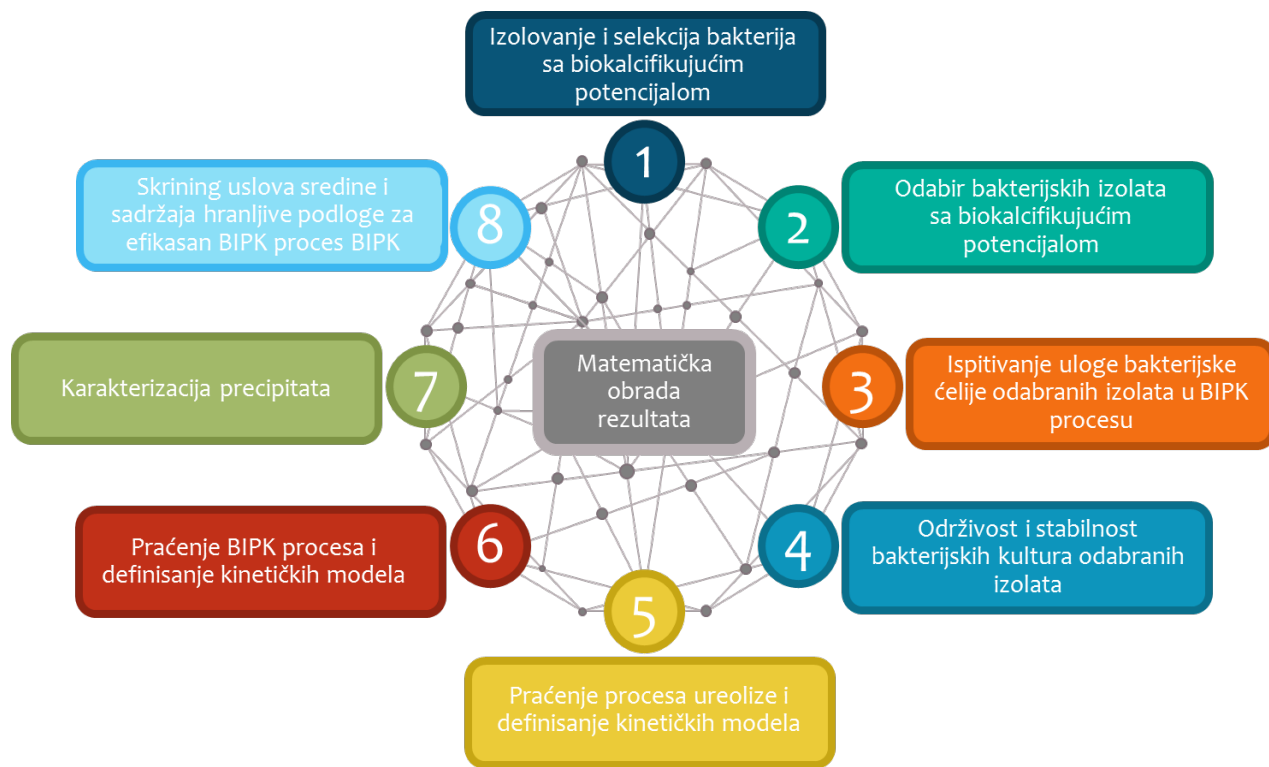 Izolovanje i selekcija bakterija
sa biokalcifikujućim
potencijalom
1
Odabir bakterijskih izolata
sa biokalcifikujućim
potencijalom
2
Ispitivanje uloge bakterijske
ćelije odabranih izolata u BIPK
procesu
3
Održivost i stabilnost
bakterijskih kultura odabranih
izolata
4
Praćenje procesa ureolize i
definisanje kinetičkih modela
5
Praćenje BIPK procesa i
definisanje kinetičkih modela
6
Karakterizacija precipitata
7
Skrining uslova sredine i
sadržaja hranljive podloge za
efikasan BIPK proces BIPK
8
Matematička
obrada
rezultata